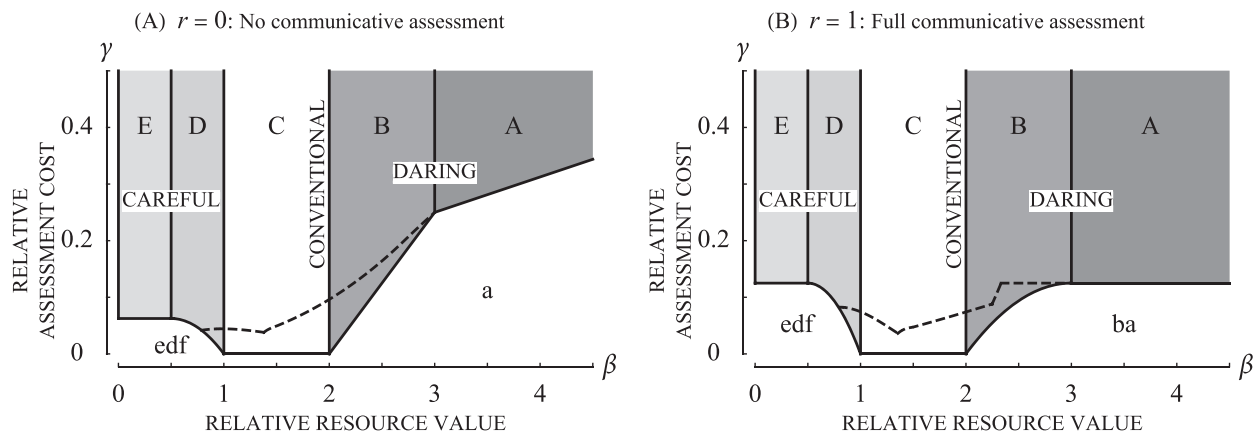 (A) r = 0: No communicative assessment
γ
RELATIVE
ASSESSMENT COST
0.4
0.2
0
E
D
C
B
A
CAREFUL
CONVENTIONAL
DARING
edf
a
β
0 1 2 3 4
RELATIVE RESOURCE VALUE
(B) r = 1: Full communicative assessment
γ
RELATIVE
ASSESSMENT COST
0.4
0.2
0
E
D
C
B
A
CAREFUL
CONVENTIONAL
DARING
edf
ba
β
0 1 2 3 4
RELATIVE RESOURCE VALUE